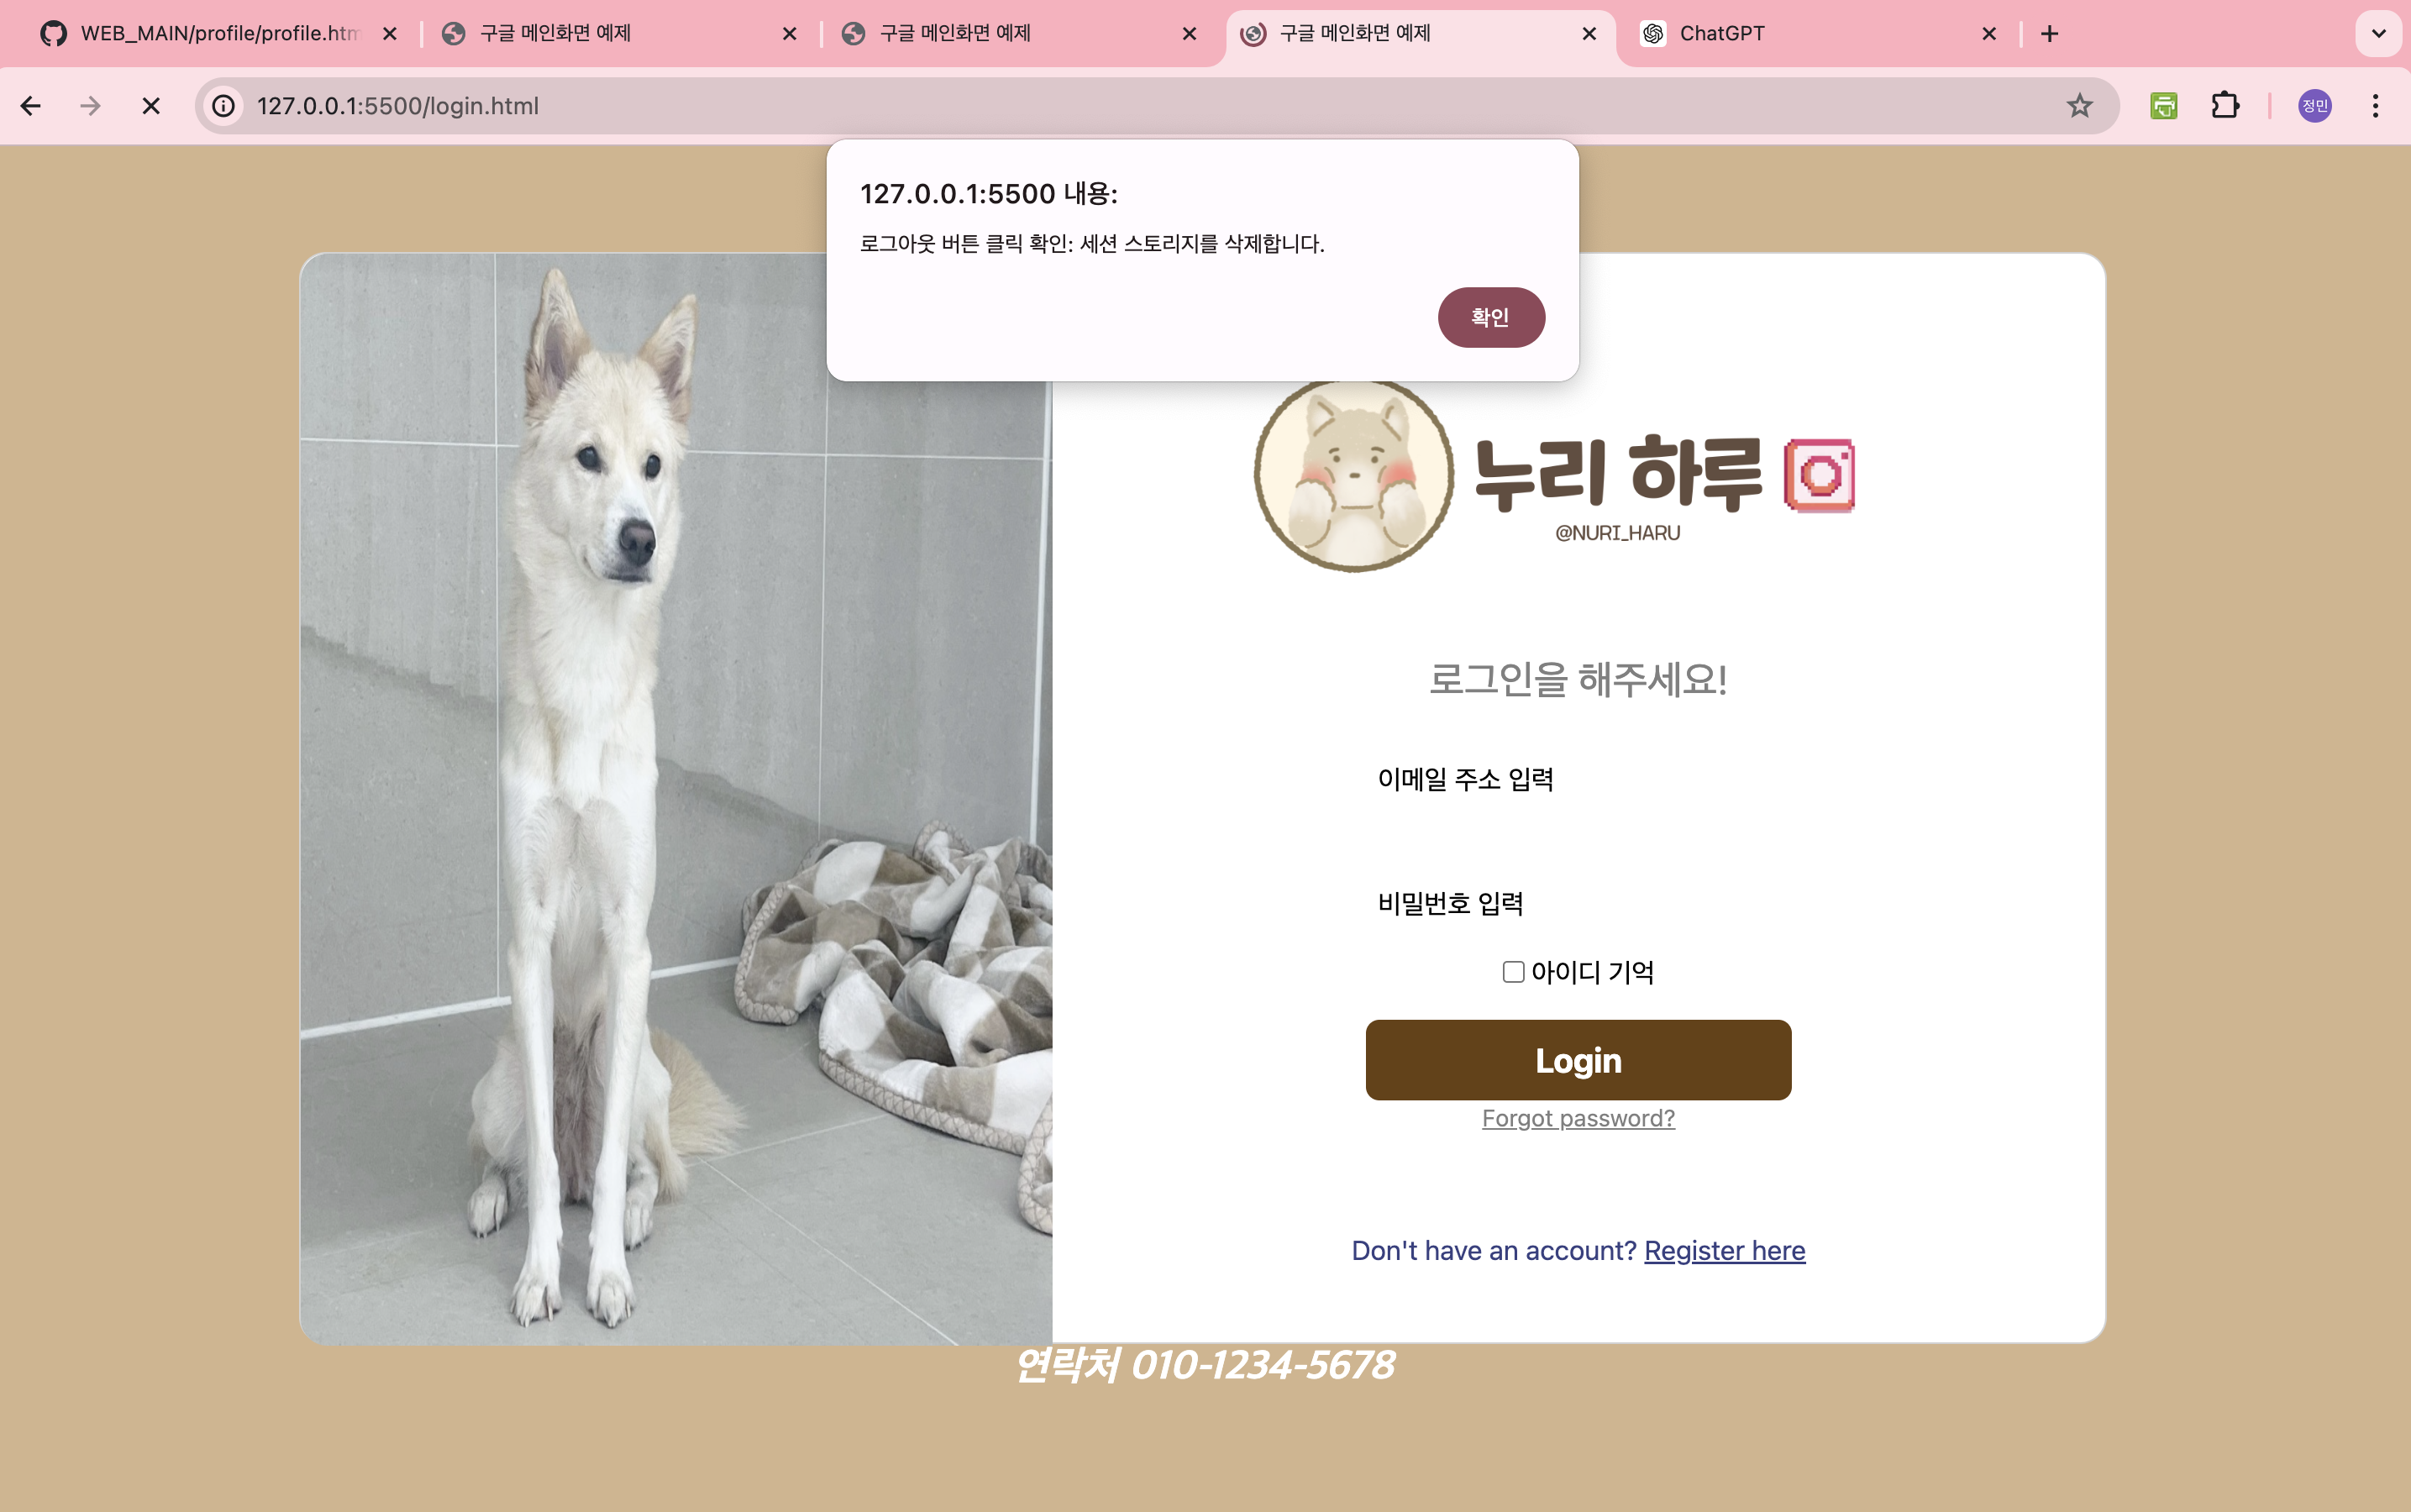 WEB_MAIN/profile/profile.htm
구글 메인화면 예제
구글 메인화면 예제
구글 메인화면 예제
ChatGPT
127.0.0.1:5500/login.html
정민
127.0.0.1:5500 내용:
로그아웃 버튼 클릭 확인: 세션 스토리지를 삭제합니다.
확인
누리 하루
@NURI_HARU
로그인을 해주세요!
이메일 주소 입력
비밀번호 입력
아이디 기억
Login
Forgot password?
Don't have an account? Register here
연락처 010-1234-5678